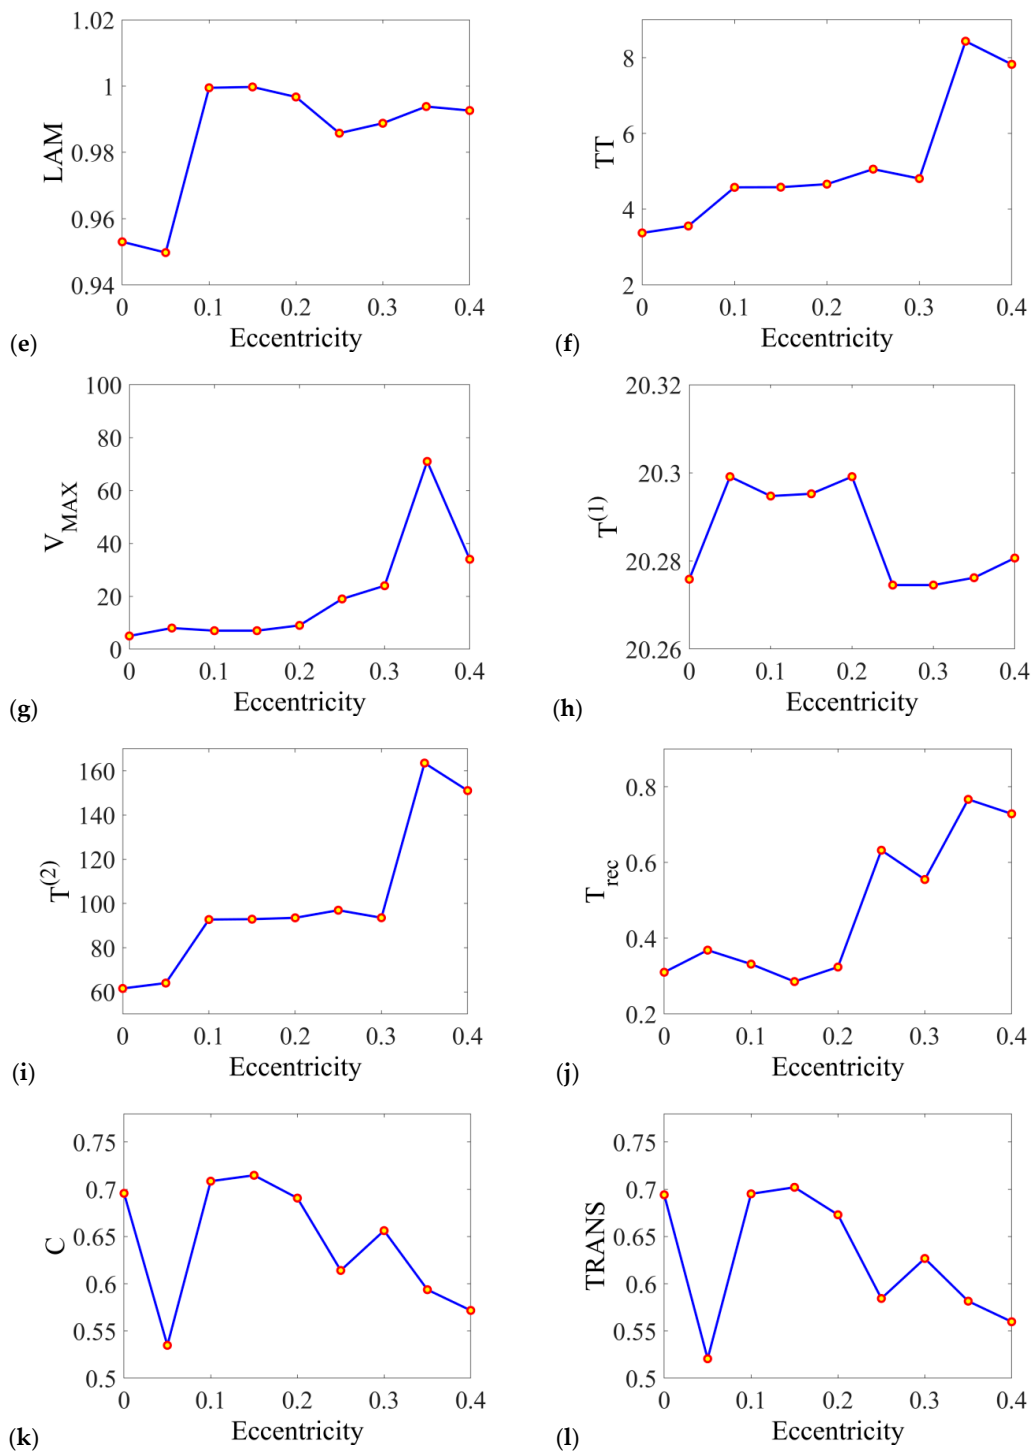 1.02
1
0.98
0.96
0.94
LAM
0 0.1 0.2 0.3 0.4
Eccentricity
(e)
8
6
4
2
TT
0 0.1 0.2 0.3 0.4
Eccentricity
(f)
100
80
60
40
20
0
V_MAX
0 0.1 0.2 0.3 0.4
Eccentricity
(g)
20.32
20.3
20.28
20.26
T^(1)
0 0.1 0.2 0.3 0.4
Eccentricity
(h)
160
140
120
100
80
60
T^(2)
0 0.1 0.2 0.3 0.4
Eccentricity
(i)
0.8
0.6
0.4
0.2
T_rec
0 0.1 0.2 0.3 0.4
Eccentricity
(j)
0.75
0.7
0.65
0.6
0.55
0.5
C
0 0.1 0.2 0.3 0.4
Eccentricity
(k)
0.75
0.7
0.65
0.6
0.55
0.5
TRANS
0 0.1 0.2 0.3 0.4
Eccentricity
(l)